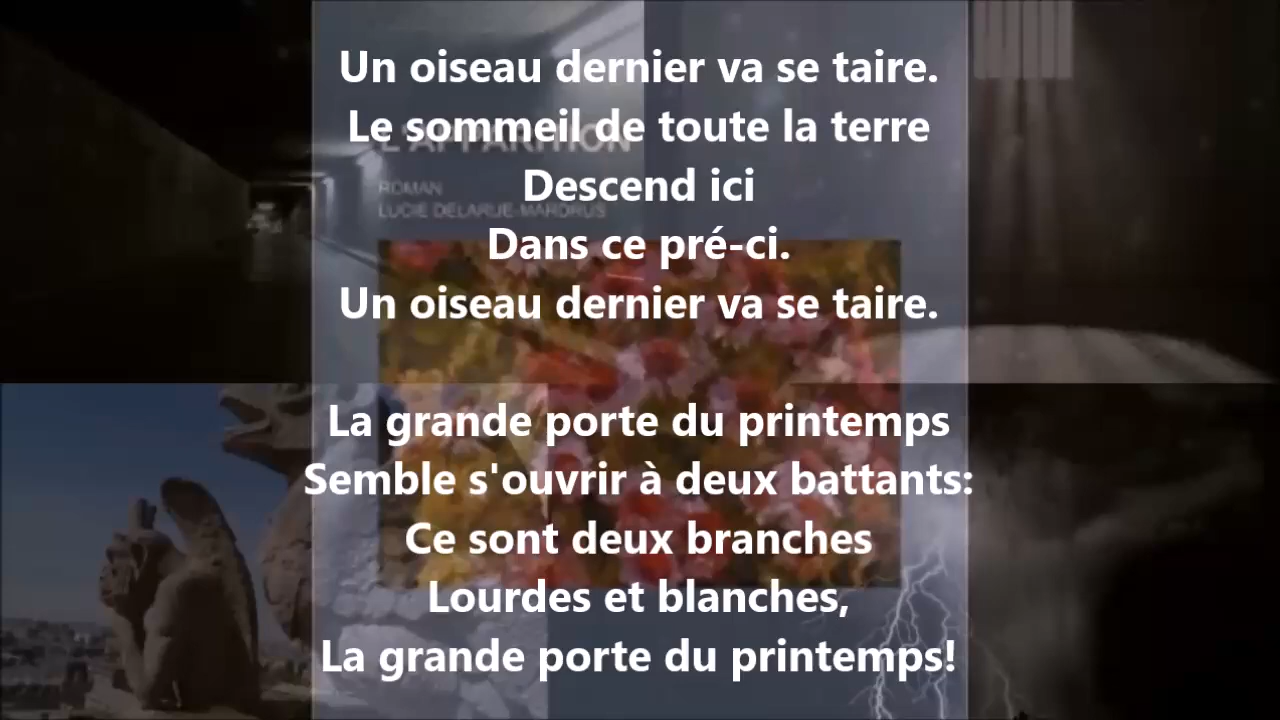 Un oiseau dernier va se taire.
Le sommeil de toute la terre
L'APPARITION
Descend ici
ROMAN
LUCIE DELARUE-MARDRUS
Dans ce pré-ci.
Un oiseau dernier va se taire.
La grande porte du printemps
Semble s'ouvrir à deux battants:
Ce sont deux branches
Lourdes et blanches,
La grande porte du printemps!